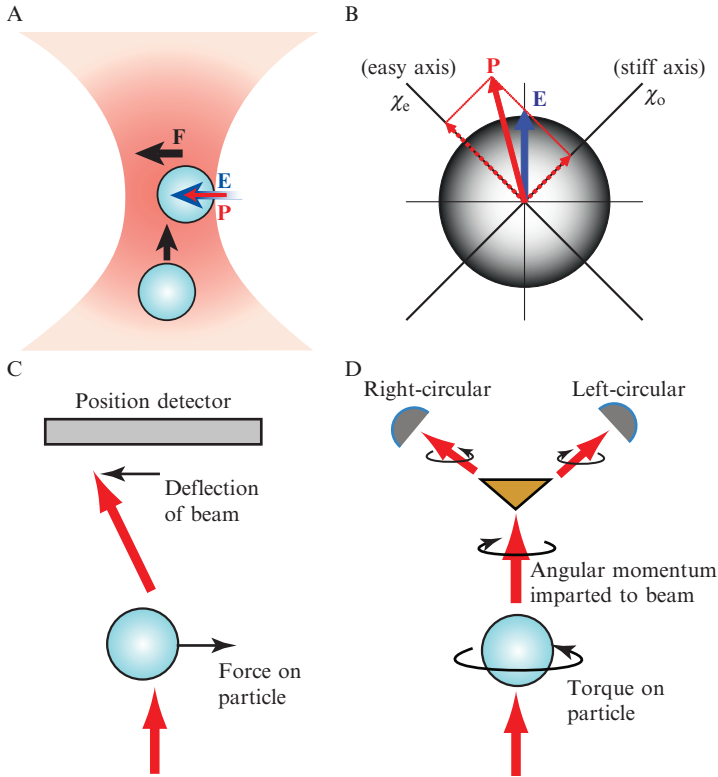 A
F
E
P
B
(easy axis)
χe
P
E
(stiff axis)
χo
C
Position detector
Deflection
of beam
Force on
particle
D
Right-circular
Left-circular
Angular momentum
imparted to beam
Torque on
particle